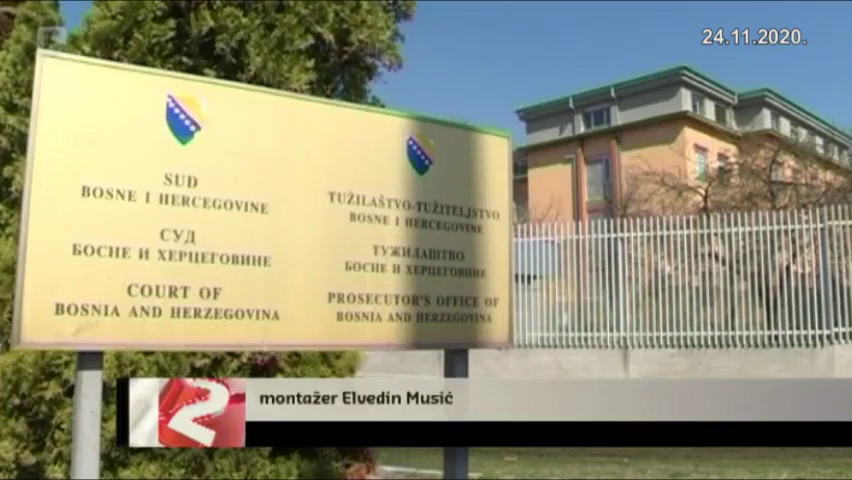 24.11.2020.
SUD
BOSNE I HERCEGOVINE
СУД
БОСНЕ И ХЕРЦЕГОВИНЕ
COURT OF
BOSNIA AND HERZEGOVINA
TUŽILAŠTVO-TUŽITELJSTVO
BOSNE I HERCEGOVINE
ТУЖИЛАШТВО
БОСНЕ И ХЕРЦЕГОВИНЕ
PROSECUTOR'S OFFICE OF
BOSNIA AND HERZEGOVINA
2
montažer Elvedin Musić